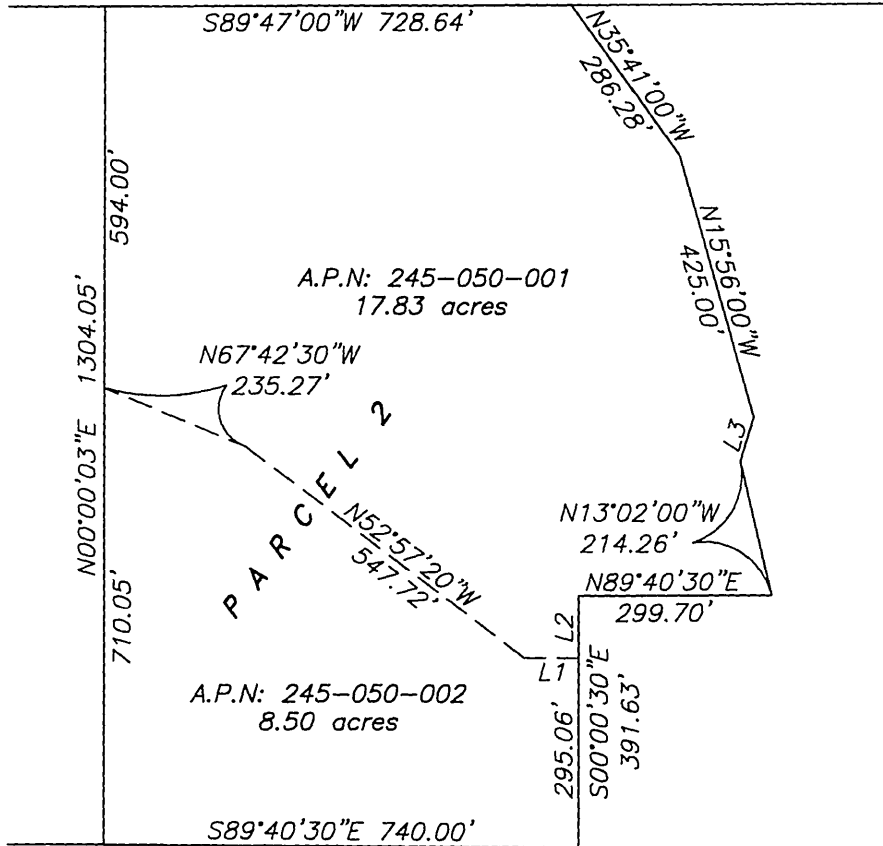 S89°47'00"W 728.64'
N35°41'00"W
286.28'
594.00'
N15°56'00"W
425.00'
A.P.N: 245-050-001
17.83 acres
N00°00'03"E 1304.05'
N67°42'30"W
235.27'
L3
PARCEL 2
N52°57'20"W
547.72'
N13°02'00"W
214.26'
N89°40'30"E
299.70'
710.05'
L2
L1
A.P.N: 245-050-002
8.50 acres
295.06'
S00°00'30"E
391.63'
S89°40'30"E 740.00'